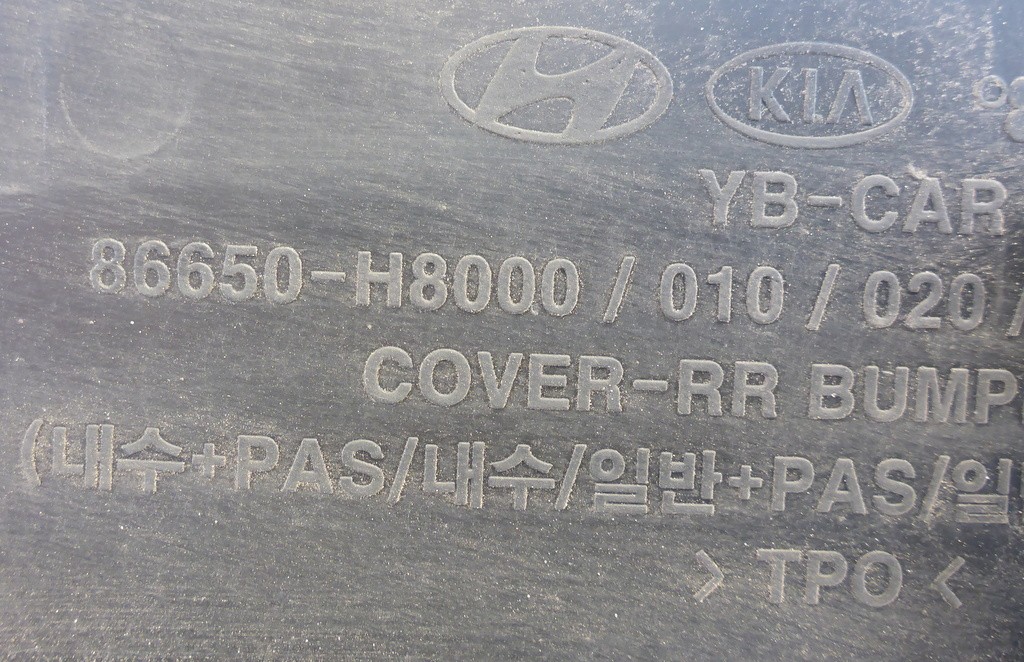 KIA
YB-CAR
86650-H8000 / 010 / 020 /
COVER-RR BUMP
(내수+PAS/내수/일반+PAS/일
> TPO <